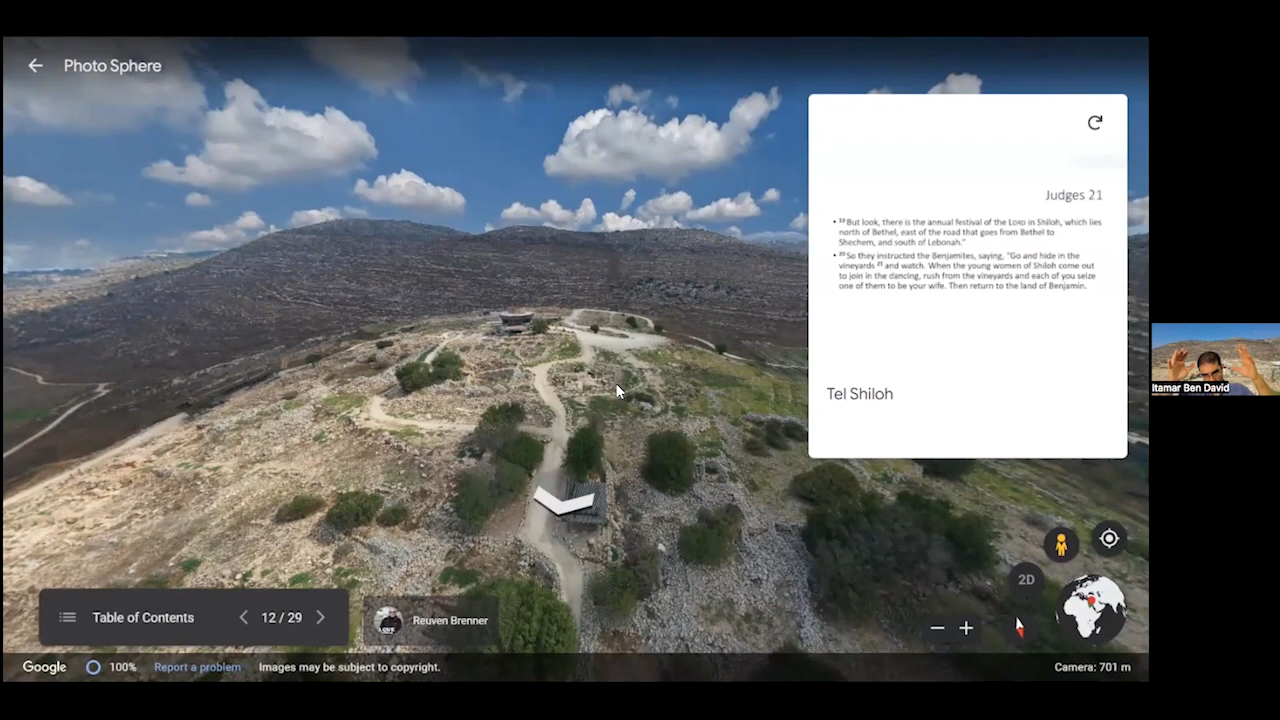 Photo Sphere
Judges 21
• 19 But look, there is the annual festival of the LORD in Shiloh, which lies
north of Bethel, east of the road that goes from Bethel to
Shechem, and south of Lebonah."
• 20 So they instructed the Benjamites, saying, "Go and hide in the
vineyards 21 and watch. When the young women of Shiloh come out
to join in the dancing, rush from the vineyards and each of you seize
one of them to be your wife. Then return to the land of Benjamin.
Tel Shiloh
Itamar Ben David
2D
Table of Contents
12 / 29
LOVE
Reuven Brenner
Google
100%
Report a problem
Images may be subject to copyright.
Camera: 701 m